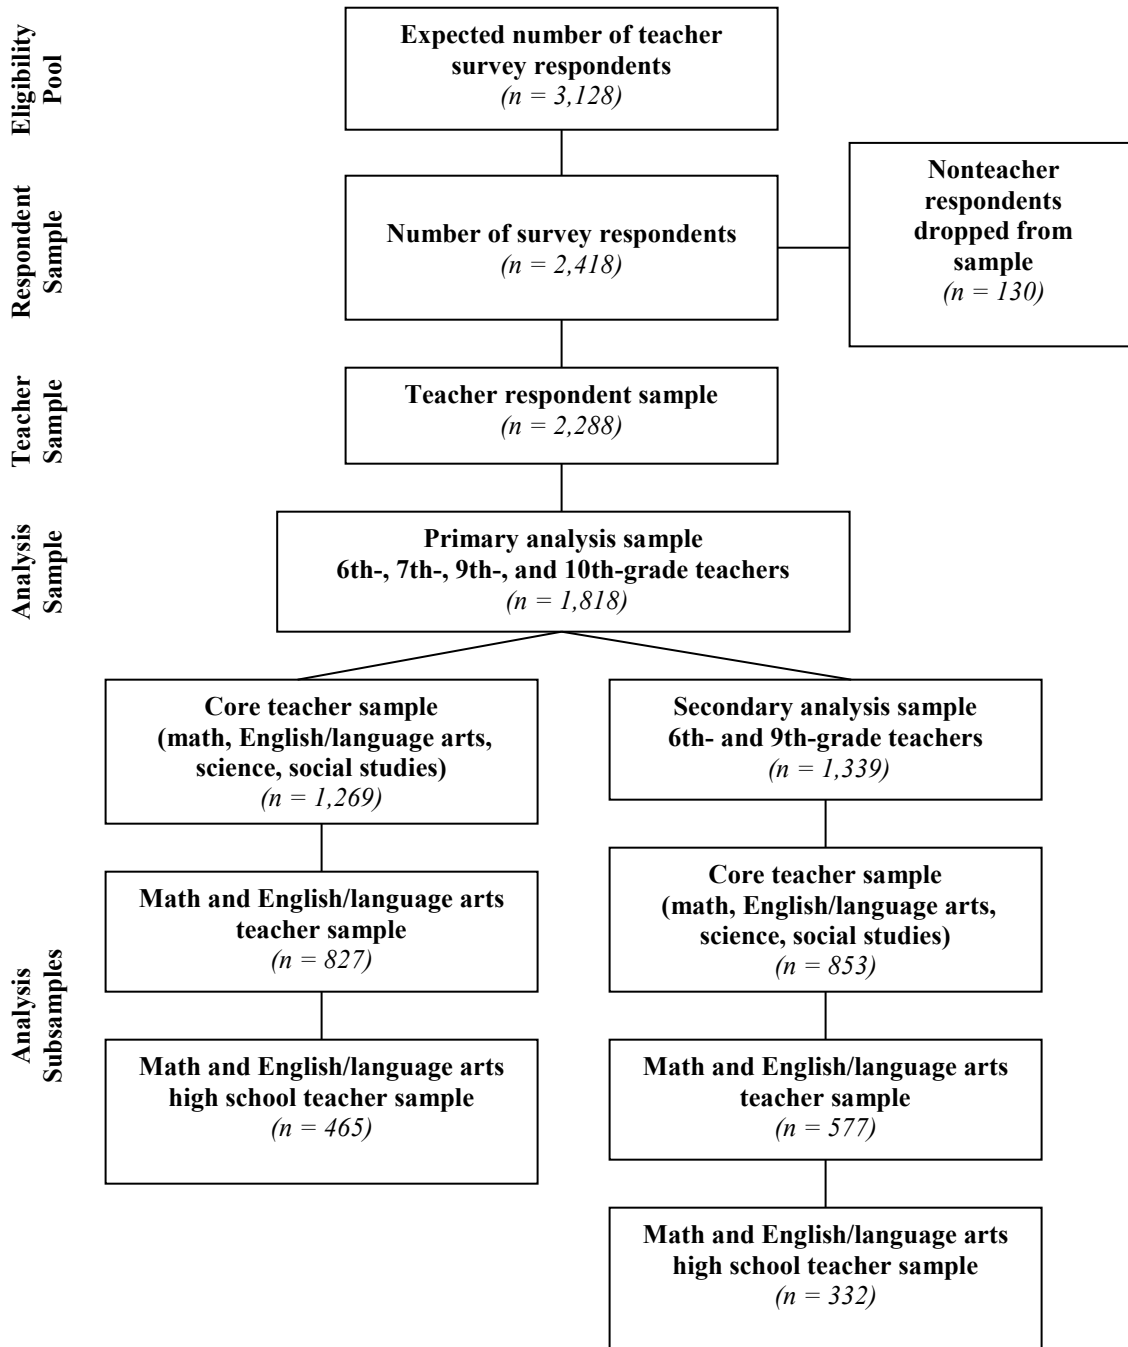 Eligibility
Pool
Expected number of teacher
survey respondents
(n = 3,128)
Respondent
Sample
Number of survey respondents
(n = 2,418)
Nonteacher
respondents
dropped from
sample
(n = 130)
Teacher
Sample
Teacher respondent sample
(n = 2,288)
Analysis
Sample
Primary analysis sample
6th-, 7th-, 9th-, and 10th-grade teachers
(n = 1,818)
Analysis
Subsamples
Core teacher sample
(math, English/language arts,
science, social studies)
(n = 1,269)
Math and English/language arts
teacher sample
(n = 827)
Math and English/language arts
high school teacher sample
(n = 465)
Secondary analysis sample
6th- and 9th-grade teachers
(n = 1,339)
Core teacher sample
(math, English/language arts,
science, social studies)
(n = 853)
Math and English/language arts
teacher sample
(n = 577)
Math and English/language arts
high school teacher sample
(n = 332)